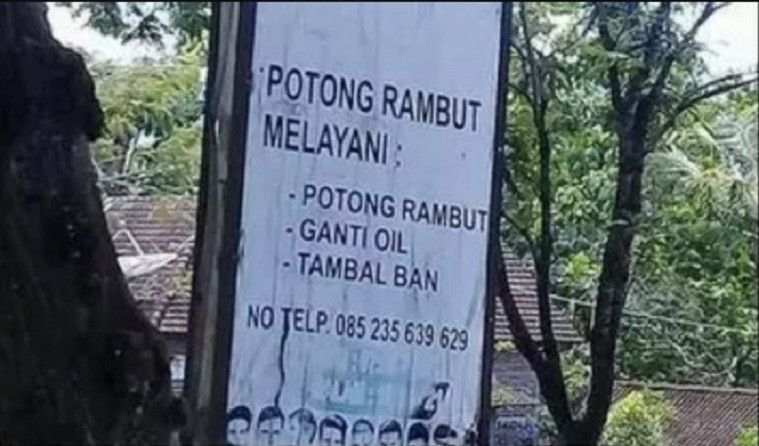 POTONG RAMBUT
MELAYANI :
- POTONG RAMBUT
- GANTI OIL
- TAMBAL BAN
NO TELP. 085 235 639 629